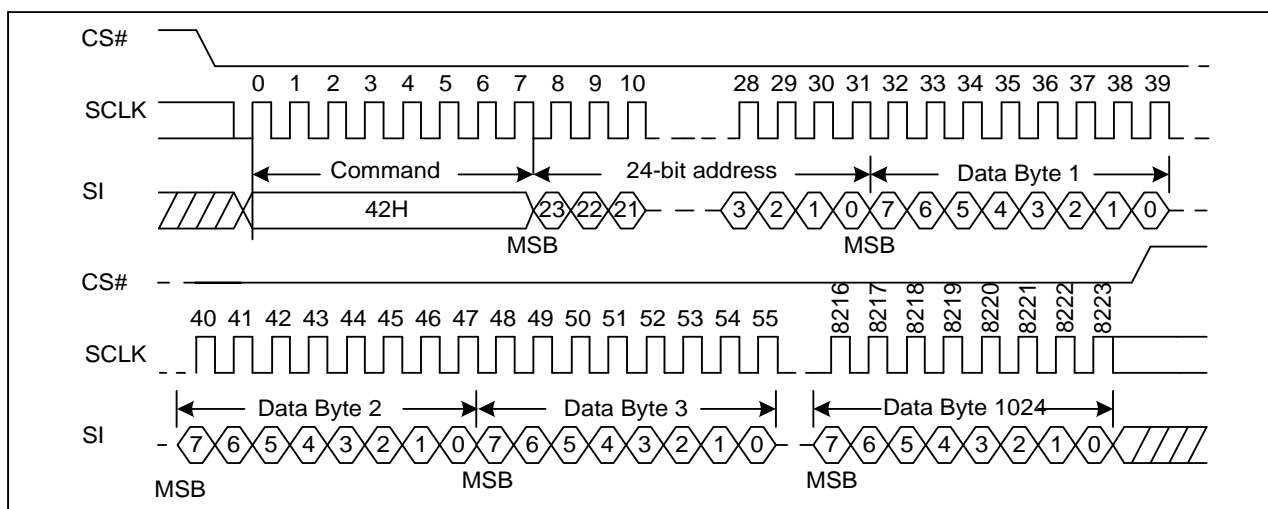 CS#
0 1 2 3 4 5 6 7 8 9 10 28 29 30 31 32 33 34 35 36 37 38 39
SCLK
Command 24-bit address Data Byte 1
SI
42H 23 22 21 3 2 1 0 7 6 5 4 3 2 1 0
MSB MSB
CS#
40 41 42 43 44 45 46 47 48 49 50 51 52 53 54 55 8216 8217 8218 8219 8220 8221 8222 8223
SCLK
Data Byte 2 Data Byte 3 Data Byte 1024
SI
7 6 5 4 3 2 1 0 7 6 5 4 3 2 1 0 7 6 5 4 3 2 1 0
MSB MSB MSB